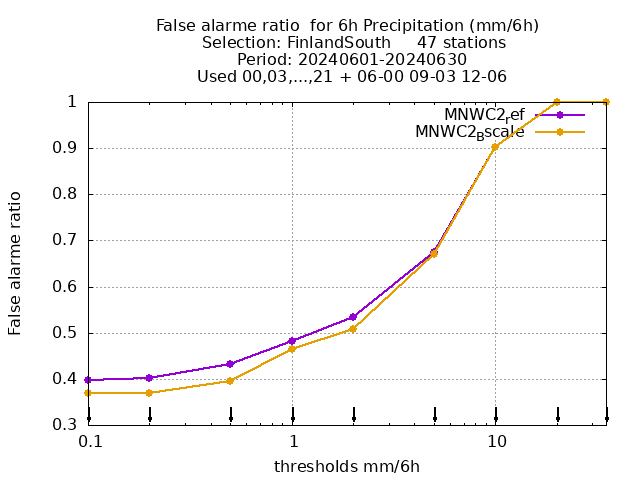 False alarme ratio  for 6h Precipitation (mm/6h)
Selection: FinlandSouth     47 stations
Period: 20240601-20240630
Used 00,03,...,21 + 06-00 09-03 12-06
MNWC2ref
MNWC2Bscale
1
0.9
0.8
0.7
0.6
0.5
0.4
0.3
False alarme ratio
0.1 1 10
thresholds mm/6h